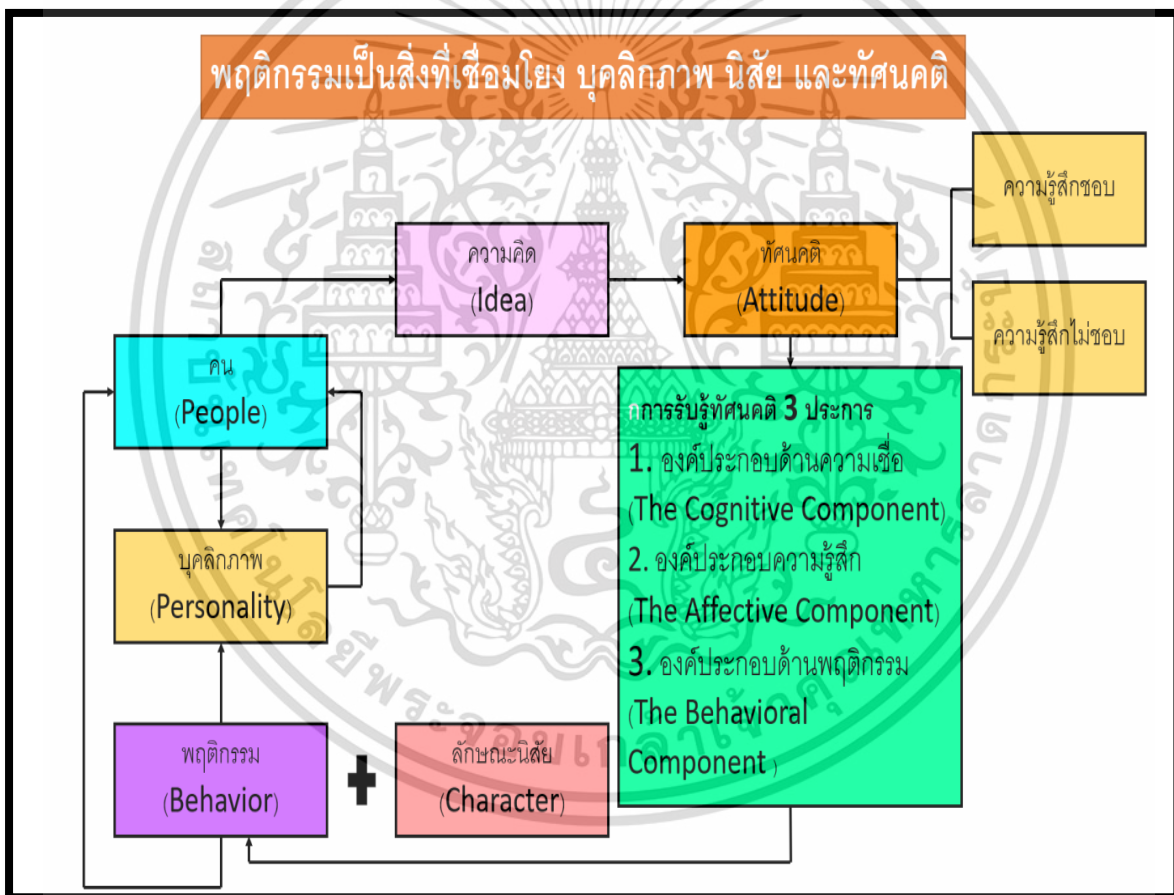 พฤติกรรมเป็นสิ่งที่เชื่อมโยง บุคลิกภาพ นิสัย และทัศนคติ
ความรู้สึกชอบ
ความคิด
(Idea)
ทัศนคติ
(Attitude)
ความรู้สึกไม่ชอบ
คน
(People)
กการรับรู้ทัศนคติ 3 ประการ
1. องค์ประกอบด้านความเชื่อ
(The Cognitive Component)
2. องค์ประกอบความรู้สึก
(The Affective Component)
3. องค์ประกอบด้านพฤติกรรม
(The Behavioral
Component )
บุคลิกภาพ
(Personality)
พฤติกรรม
(Behavior)
+
ลักษณะนิสัย
(Character)